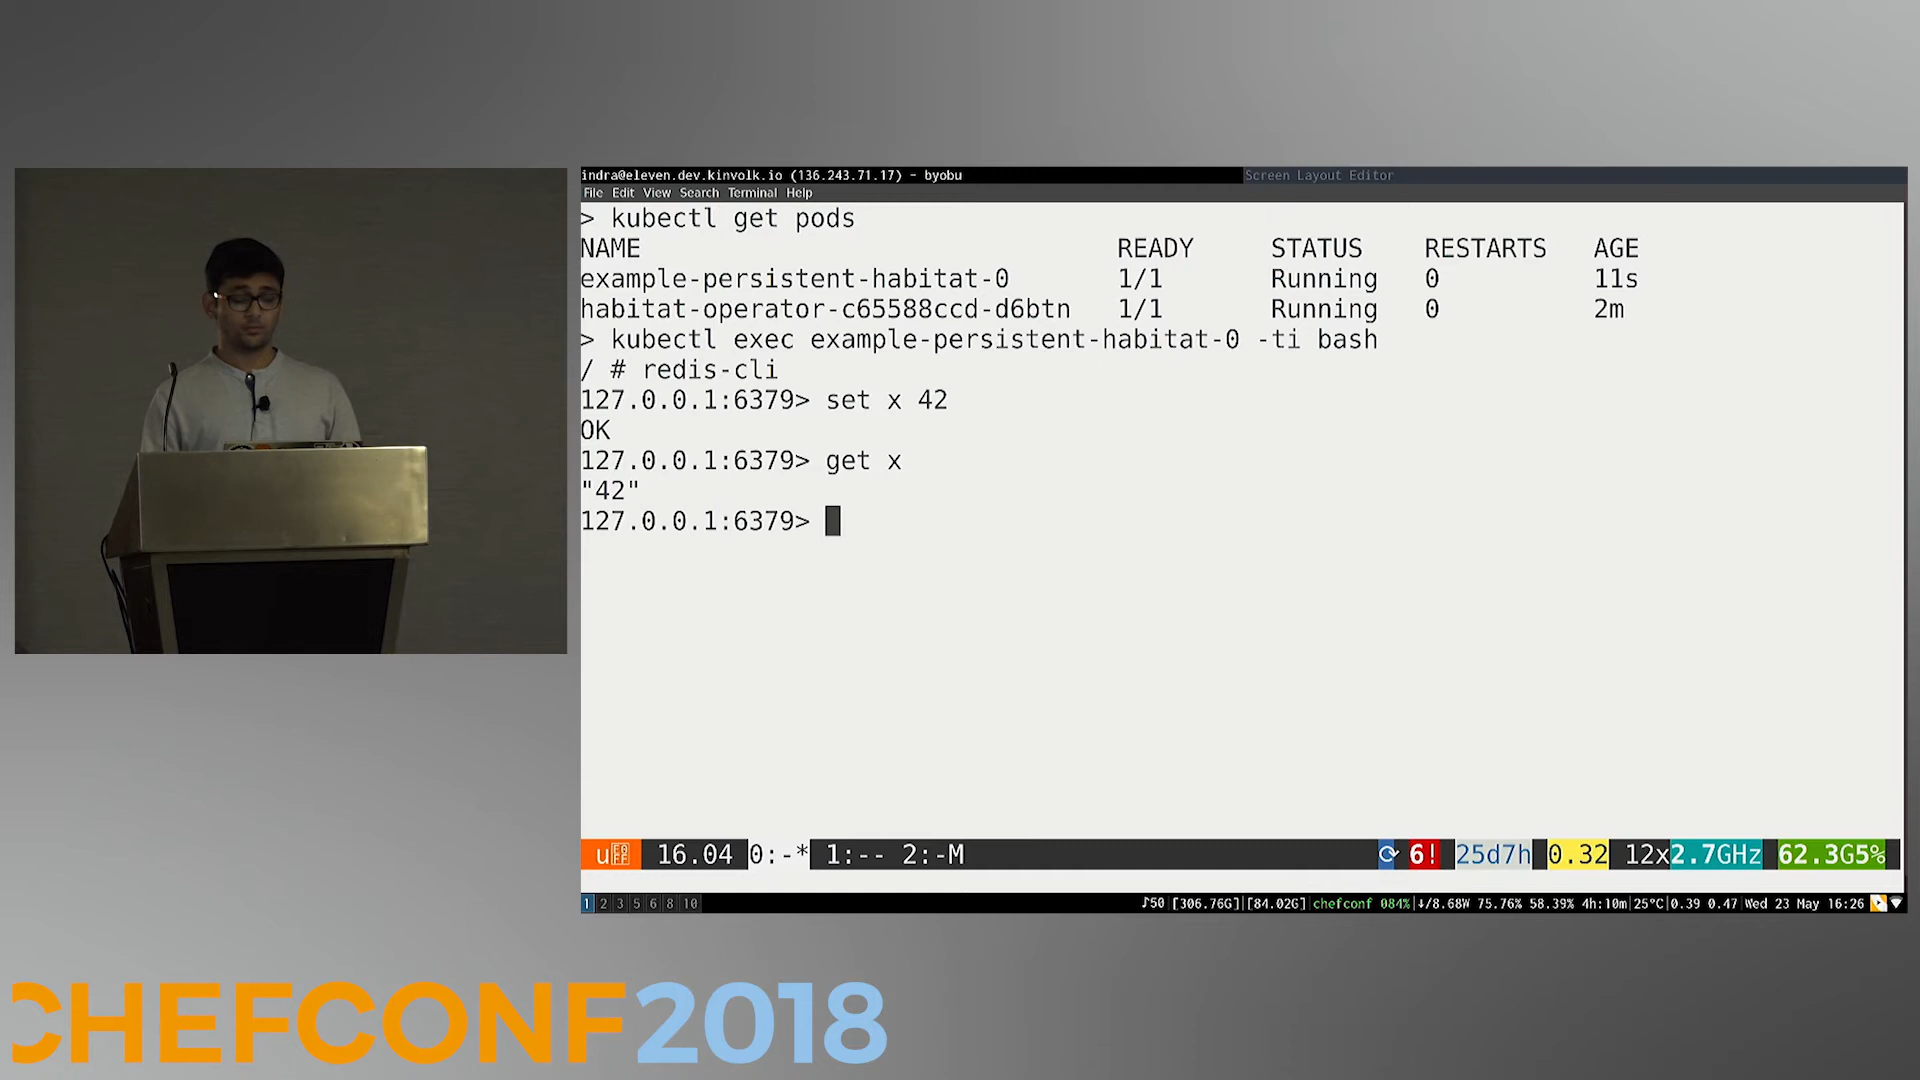 indra@eleven.dev.kinvolk.io (136.243.71.17) - byobu
Screen Layout Editor
File Edit View Search Terminal Help
> kubectl get pods
NAME READY STATUS RESTARTS AGE
example-persistent-habitat-0 1/1 Running 0 11s
habitat-operator-c65588ccd-d6btn 1/1 Running 0 2m
> kubectl exec example-persistent-habitat-0 -ti bash
/ # redis-cli
127.0.0.1:6379> set x 42
OK
127.0.0.1:6379> get x
"42"
127.0.0.1:6379>
u 16.04 0:-* 1:-- 2:-M 6! 25d7h 0.32 12x2.7GHz 62.3G5%
1 2 3 5 6 8 10 ♪50 [306.76G]|[84.02G]|chefconf 084%|↓/8.68W 75.76% 58.39% 4h:10m|25°C|0.39 0.47|Wed 23 May 16:26
CHEFCONF2018